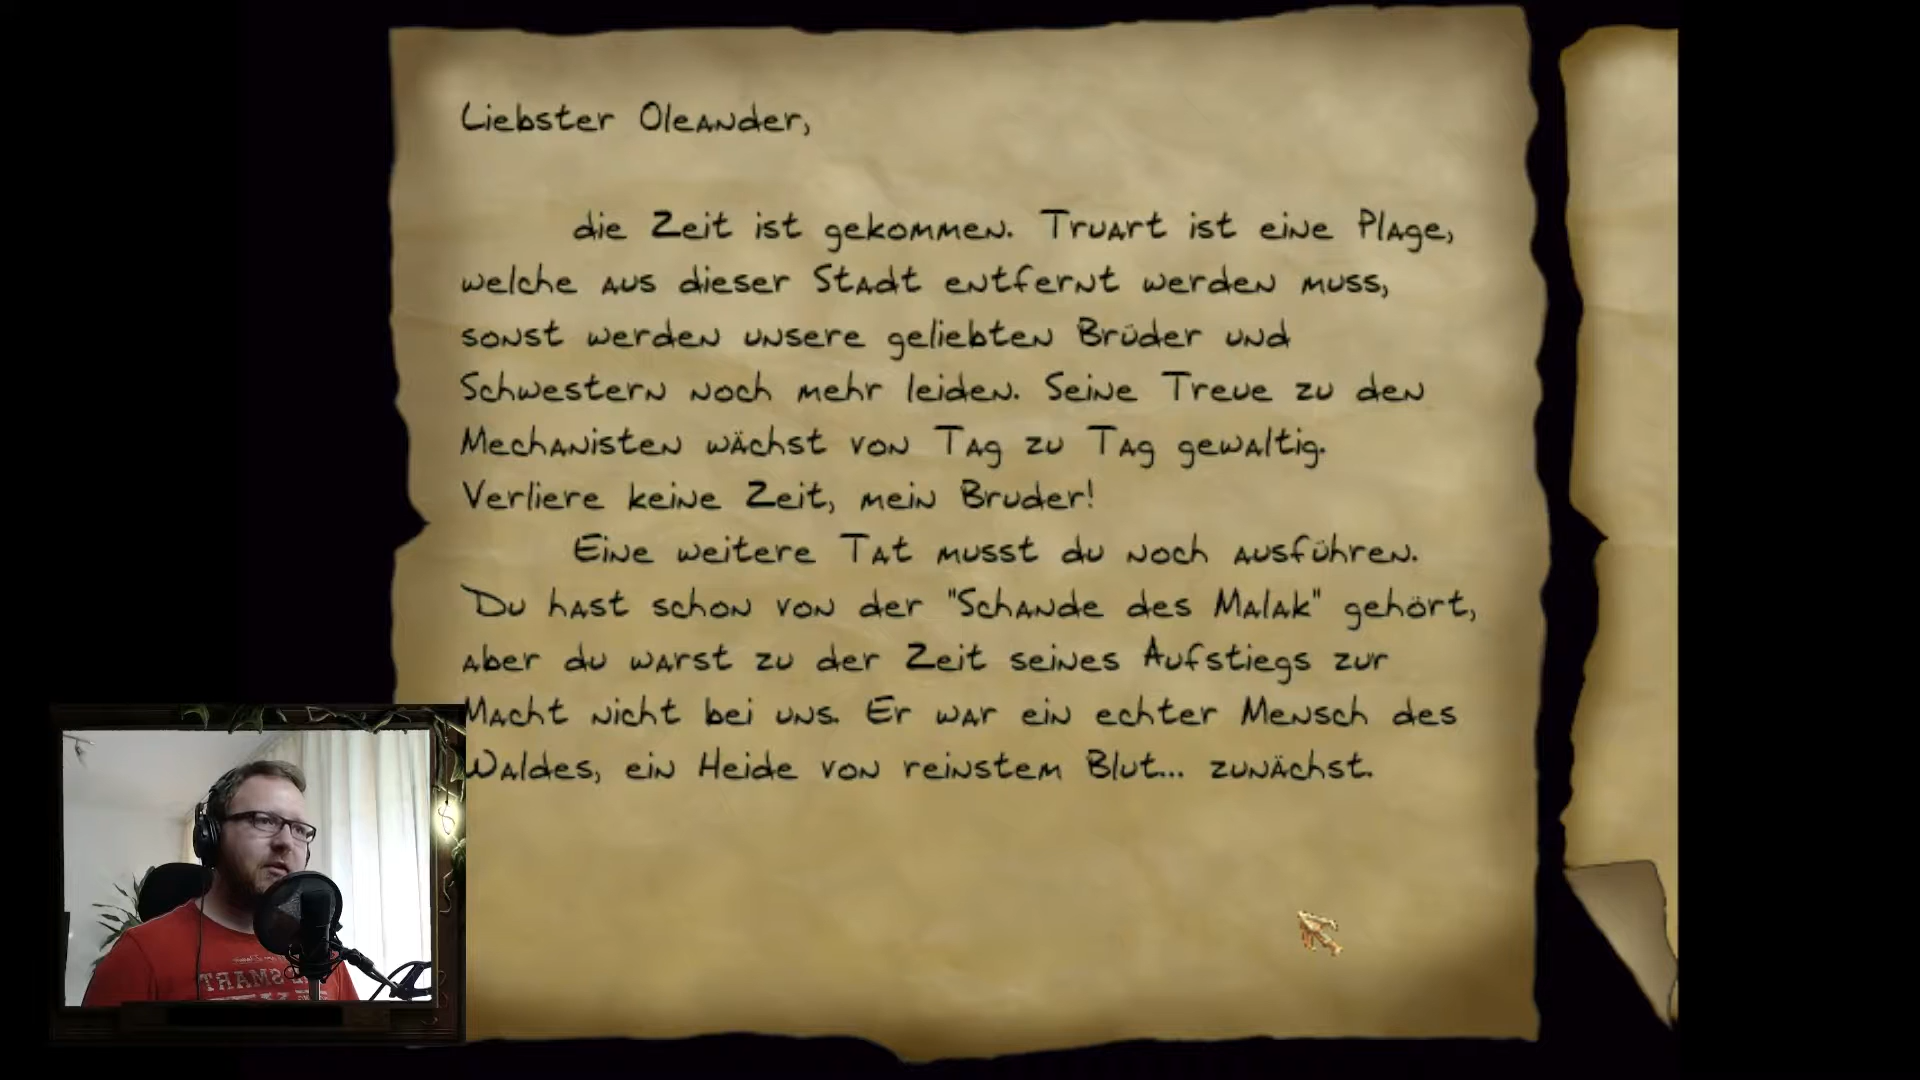 Liebster Oleander,
die Zeit ist gekommen. Truart ist eine Plage,
welche aus dieser Stadt entfernt werden muss,
sonst werden unsere geliebten Brüder und
Schwestern noch mehr leiden. Seine Treue zu den
Mechanisten wächst von Tag zu Tag gewaltig.
Verliere keine Zeit, mein Bruder!
Eine weitere Tat musst du noch ausführen.
Du hast schon von der "Schande des Malak" gehört,
aber du warst zu der Zeit seines Aufstiegs zur
Macht nicht bei uns. Er war ein echter Mensch des
Waldes, ein Heide von reinstem Blut... zunächst.
SMART